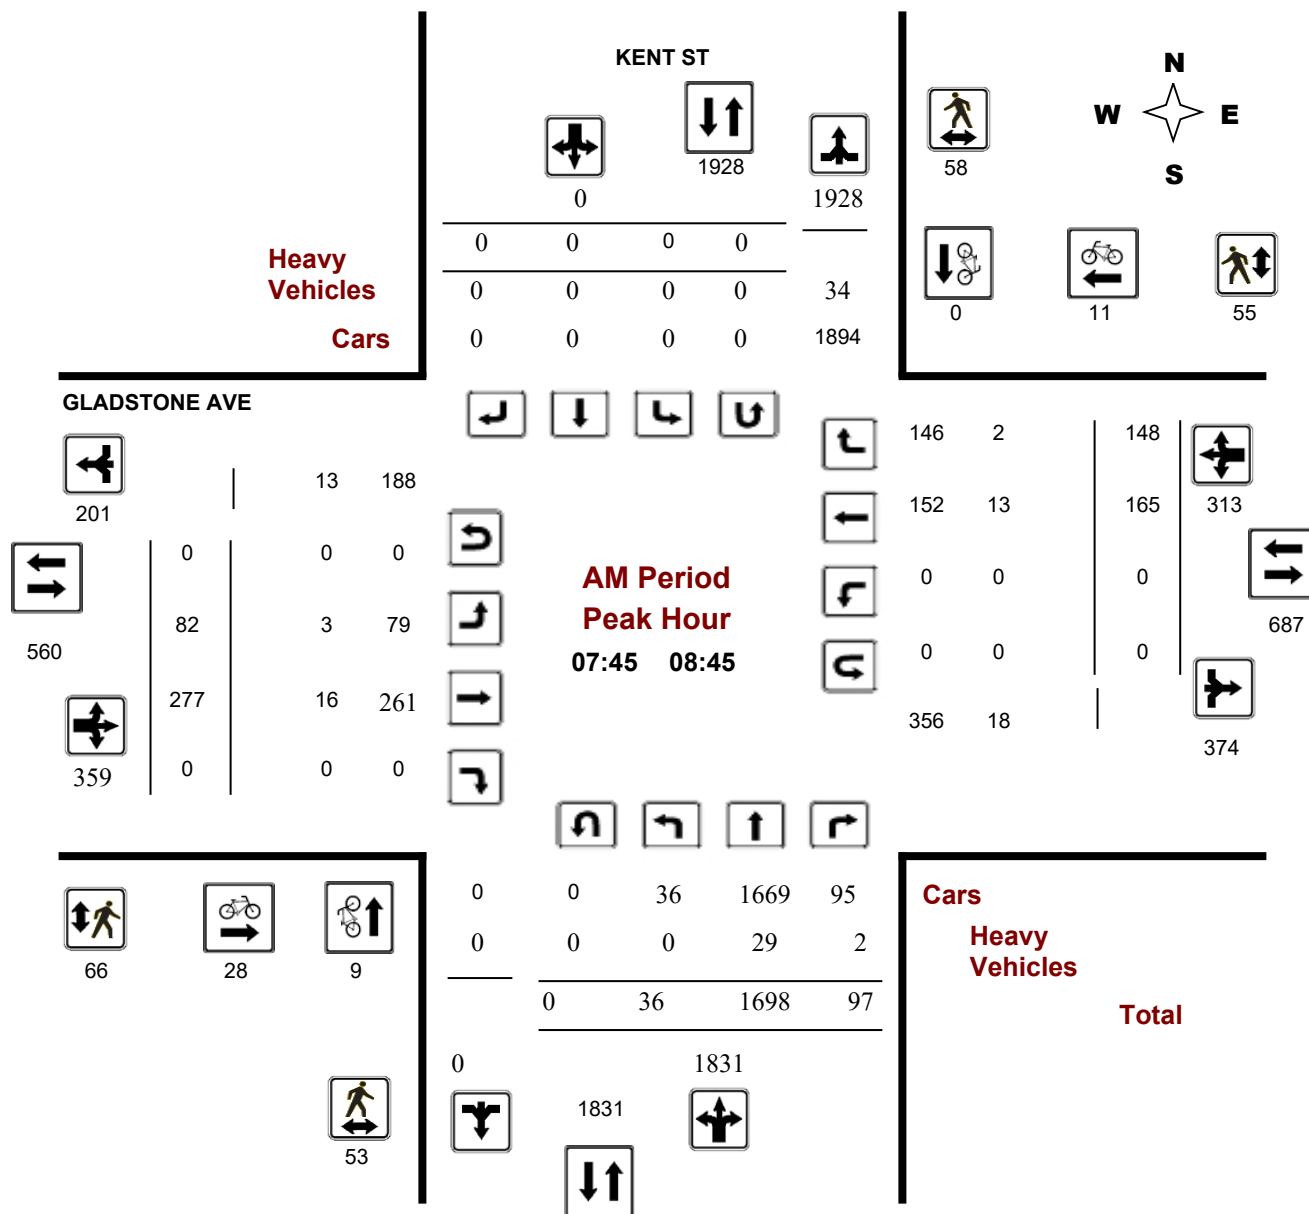 KENT ST
N
W E
S
1928
58
0 1928
0 0 0 0
Heavy
Vehicles
0 0 0 0 34
Cars
0 0 0 0 1894
0 11 55
GLADSTONE AVE
146 2 148
13 188
201
152 13 165 313
0 0 0
AM Period
Peak Hour
07:45 08:45
0 0 0
82 3 79
560
687
0 0 0
277 16 261
356 18
374
359
0 0 0
0 0 36 1669 95
Cars
0 0 0 29 2
Heavy
Vehicles
66 28 9
0 36 1698 97
Total
0 1831
1831
53